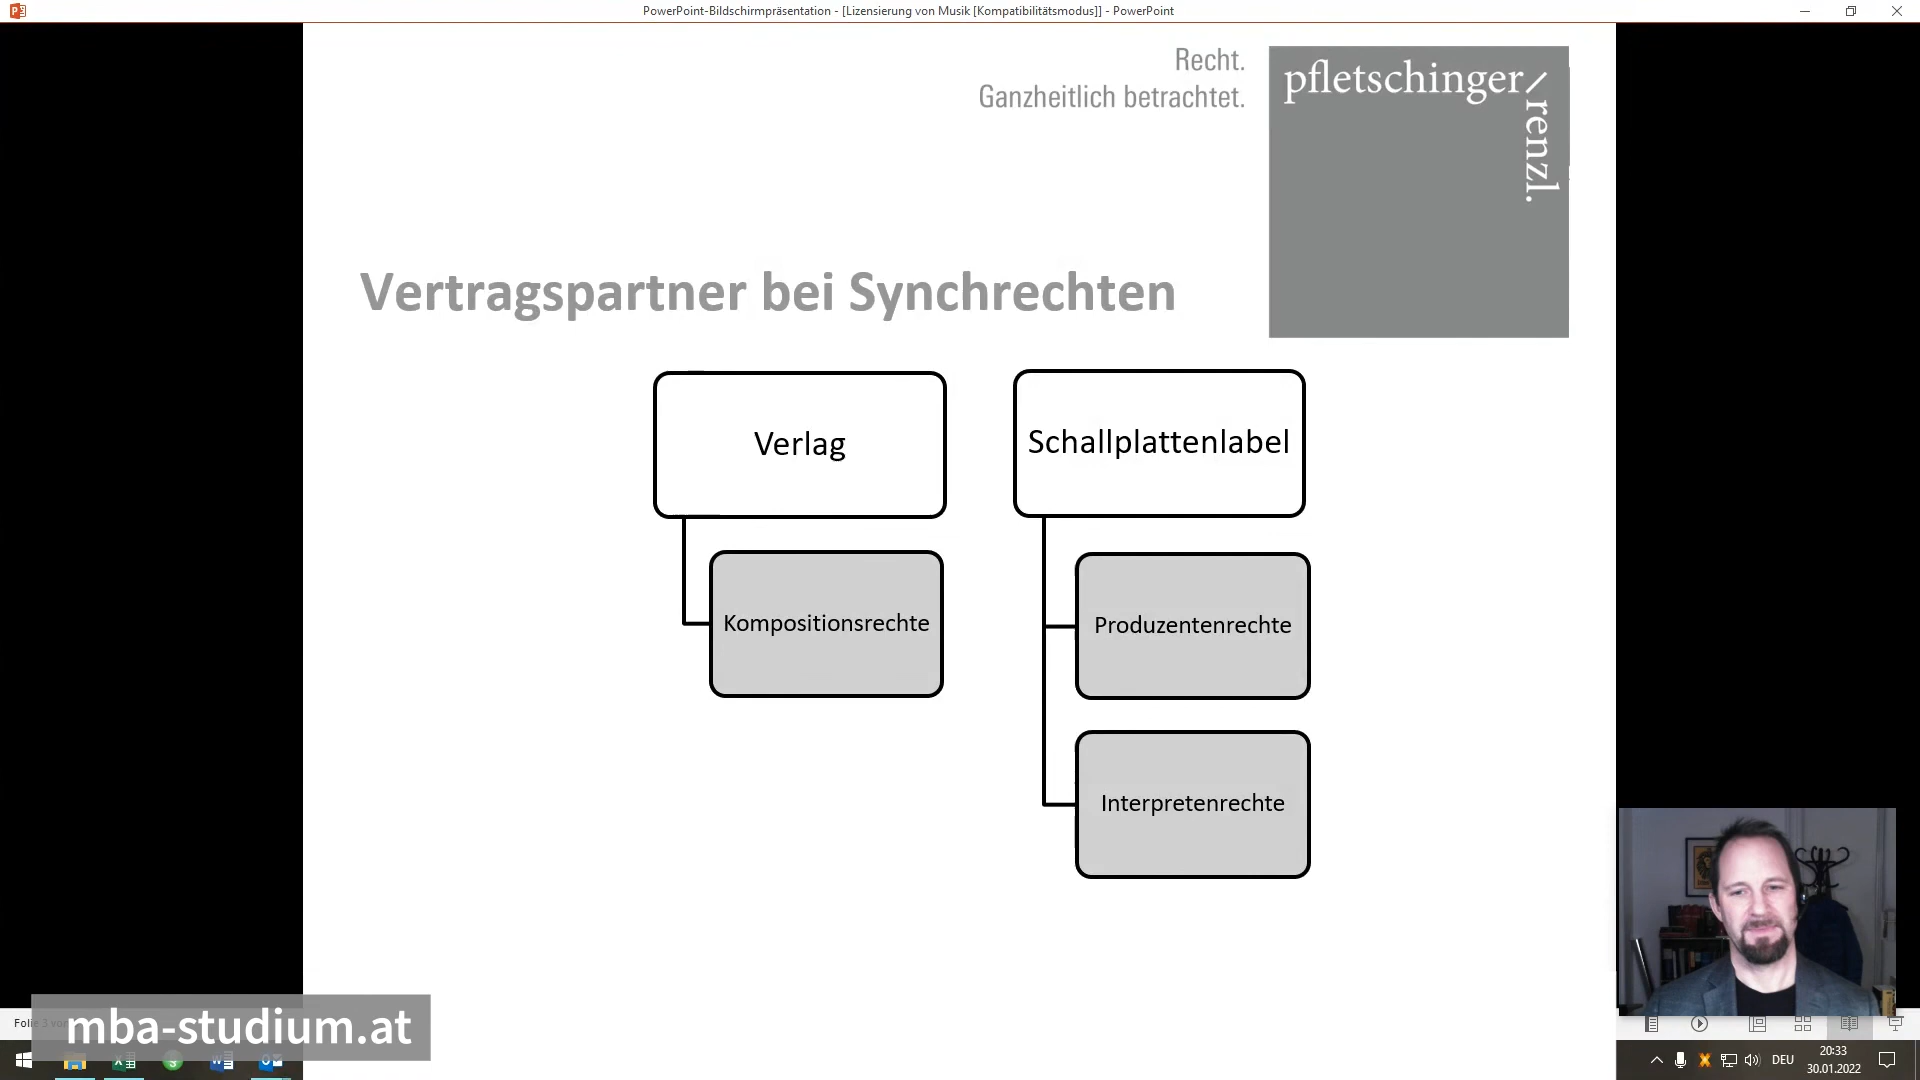 PowerPoint-Bildschirmpräsentation - [Lizensierung von Musik [Kompatibilitätsmodus]] - PowerPoint
Recht.
Ganzheitlich betrachtet.
pfletschinger/
renzl.
Vertragspartner bei Synchrechten
Verlag
Schallplattenlabel
Kompositionsrechte
Produzentenrechte
Interpretenrechte
mba-studium.at
DEU
20:33
30.01.2022